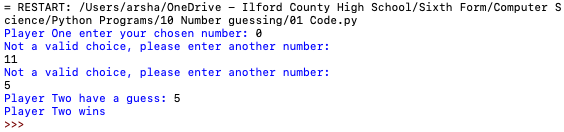 = RESTART: /Users/arsha/OneDrive - Ilford County High School/Sixth Form/Computer S
cience/Python Programs/10 Number guessing/01 Code.py
Player One enter your chosen number: 0
Not a valid choice, please enter another number:
11
Not a valid choice, please enter another number:
5
Player Two have a guess: 5
Player Two wins
>>>